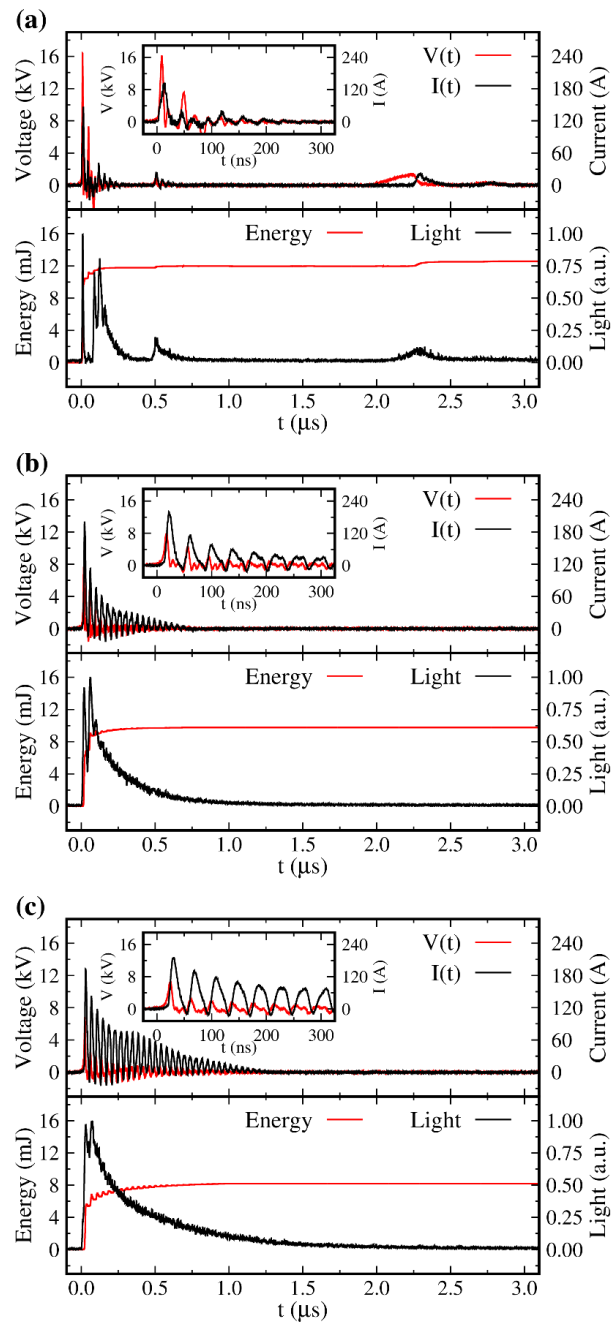 (a)
V(t)
I(t)
Voltage (kV)
16
12
8
4
0
Current (A)
240
180
120
60
0
V (kV)
16
8
0
I (A)
240
120
0
0 100 200 300
t (ns)
Energy Light
Energy (mJ)
16
12
8
4
0
Light (a.u.)
1.00
0.75
0.50
0.25
0.00
0.0 0.5 1.0 1.5 2.0 2.5 3.0
t (μs)
(b)
V(t)
I(t)
Voltage (kV)
16
12
8
4
0
Current (A)
240
180
120
60
0
V (kV)
16
8
0
I (A)
240
120
0
0 100 200 300
t (ns)
Energy Light
Energy (mJ)
16
12
8
4
0
Light (a.u.)
1.00
0.75
0.50
0.25
0.00
0.0 0.5 1.0 1.5 2.0 2.5 3.0
t (μs)
(c)
V(t)
I(t)
Voltage (kV)
16
12
8
4
0
Current (A)
240
180
120
60
0
V (kV)
16
8
0
I (A)
240
120
0
0 100 200 300
t (ns)
Energy Light
Energy (mJ)
16
12
8
4
0
Light (a.u.)
1.00
0.75
0.50
0.25
0.00
0.0 0.5 1.0 1.5 2.0 2.5 3.0
t (μs)